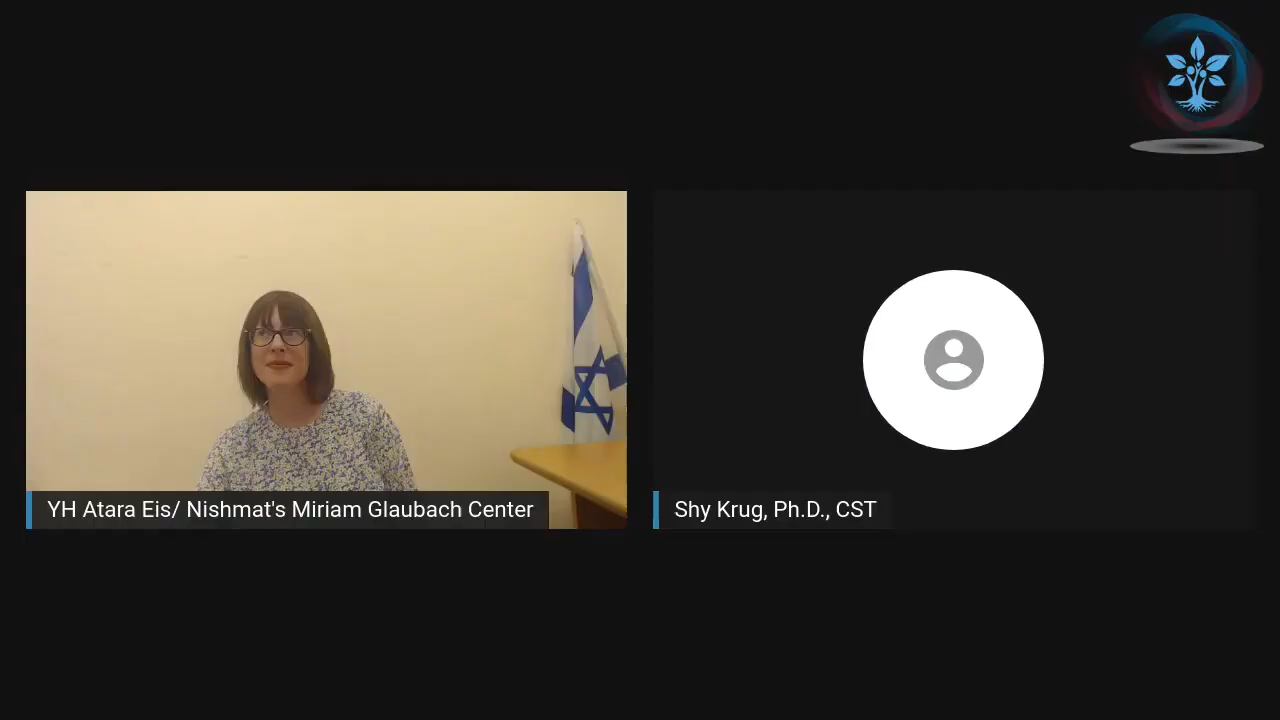 YH Atara Eis/ Nishmat's Miriam Glaubach Center
Shy Krug, Ph.D., CST